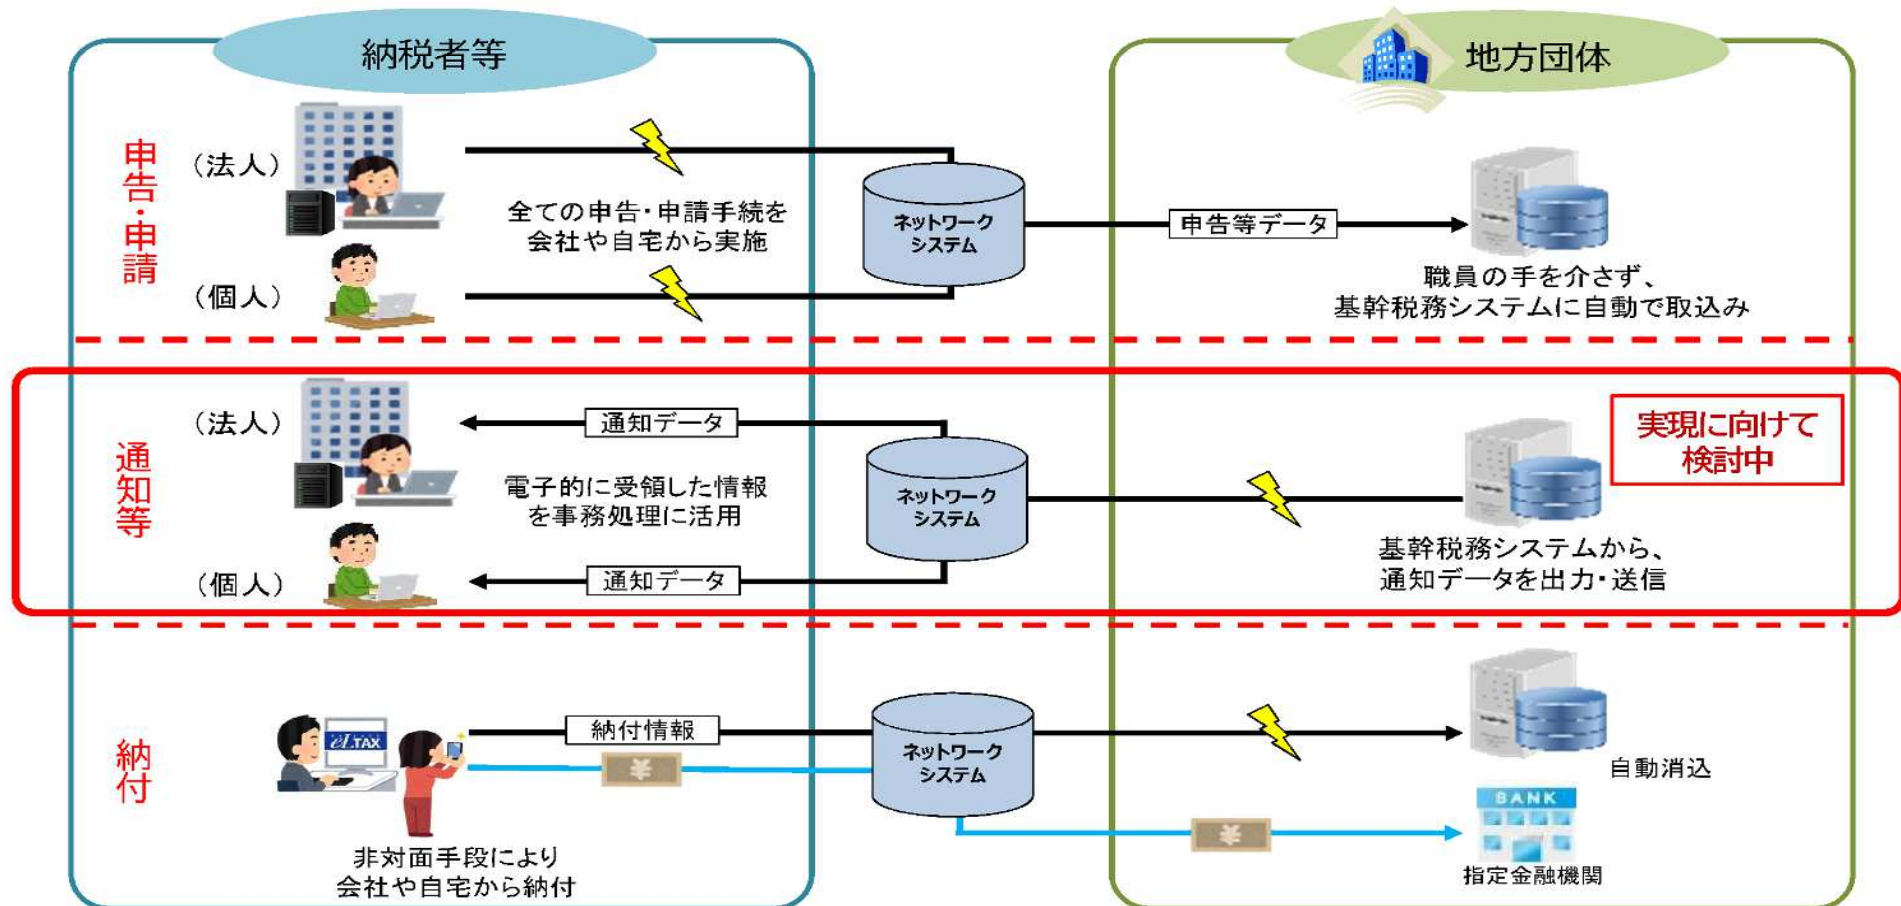 納税者等
地方団体
申告・申請
（法人）
全ての申告・申請手続を
会社や自宅から実施
（個人）
ネットワーク
システム
申告等データ
職員の手を介さず、
基幹税務システムに自動で取込み
通知等
（法人）
通知データ
電子的に受領した情報
を事務処理に活用
（個人）
通知データ
ネットワーク
システム
実現に向けて
検討中
基幹税務システムから、
通知データを出力・送信
納付
eLTAX
納付情報
¥
非対面手段により
会社や自宅から納付
ネットワーク
システム
自動消込
¥
BANK
指定金融機関